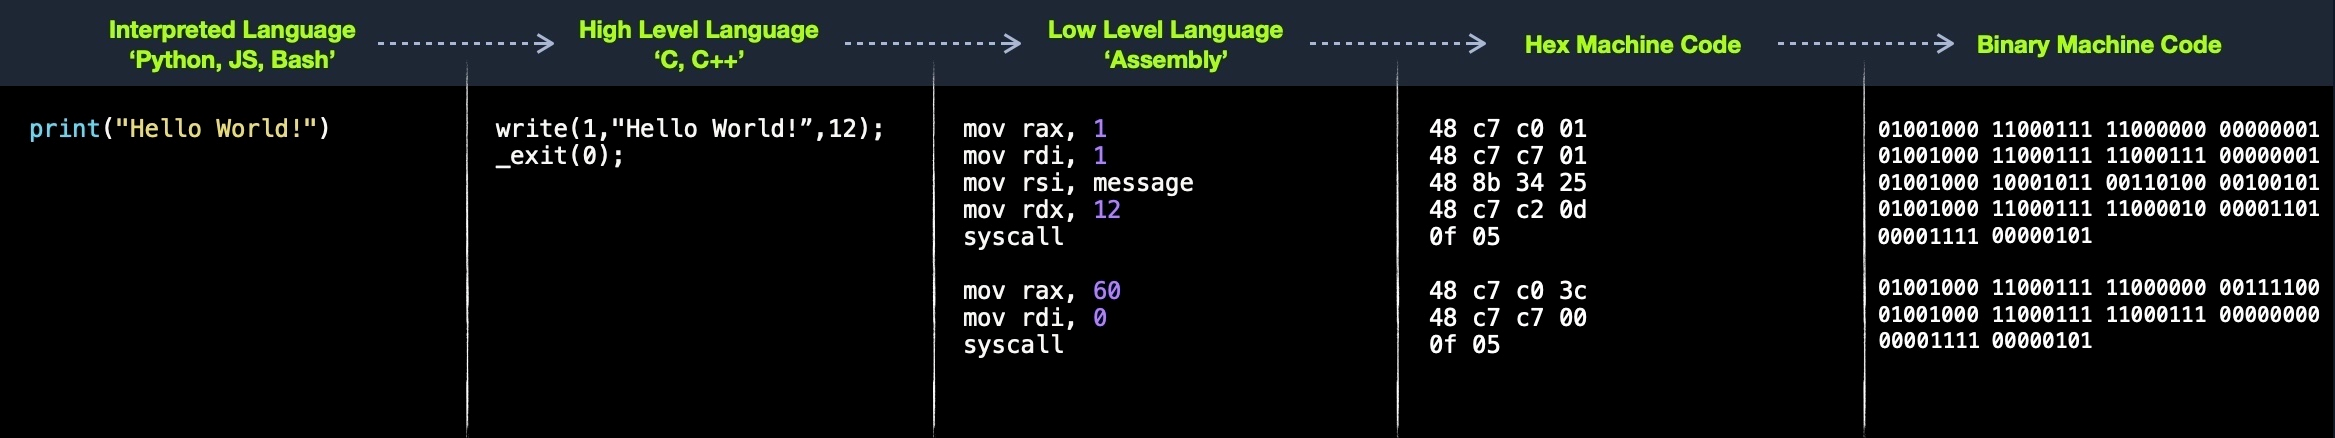 Interpreted Language
‘Python, JS, Bash’
High Level Language
‘C, C++’
Low Level Language
‘Assembly’
Hex Machine Code
Binary Machine Code
print("Hello World!")
write(1,"Hello World!”,12);
_exit(0);
mov rax, 1
mov rdi, 1
mov rsi, message
mov rdx, 12
syscall
mov rax, 60
mov rdi, 0
syscall
48 c7 c0 01
48 c7 c7 01
48 8b 34 25
48 c7 c2 0d
0f 05
48 c7 c0 3c
48 c7 c7 00
0f 05
01001000 11000111 11000000 00000001
01001000 11000111 11000111 00000001
01001000 10001011 00110100 00100101
01001000 11000111 11000010 00001101
00001111 00000101
01001000 11000111 11000000 00111100
01001000 11000111 11000111 00000000
00001111 00000101